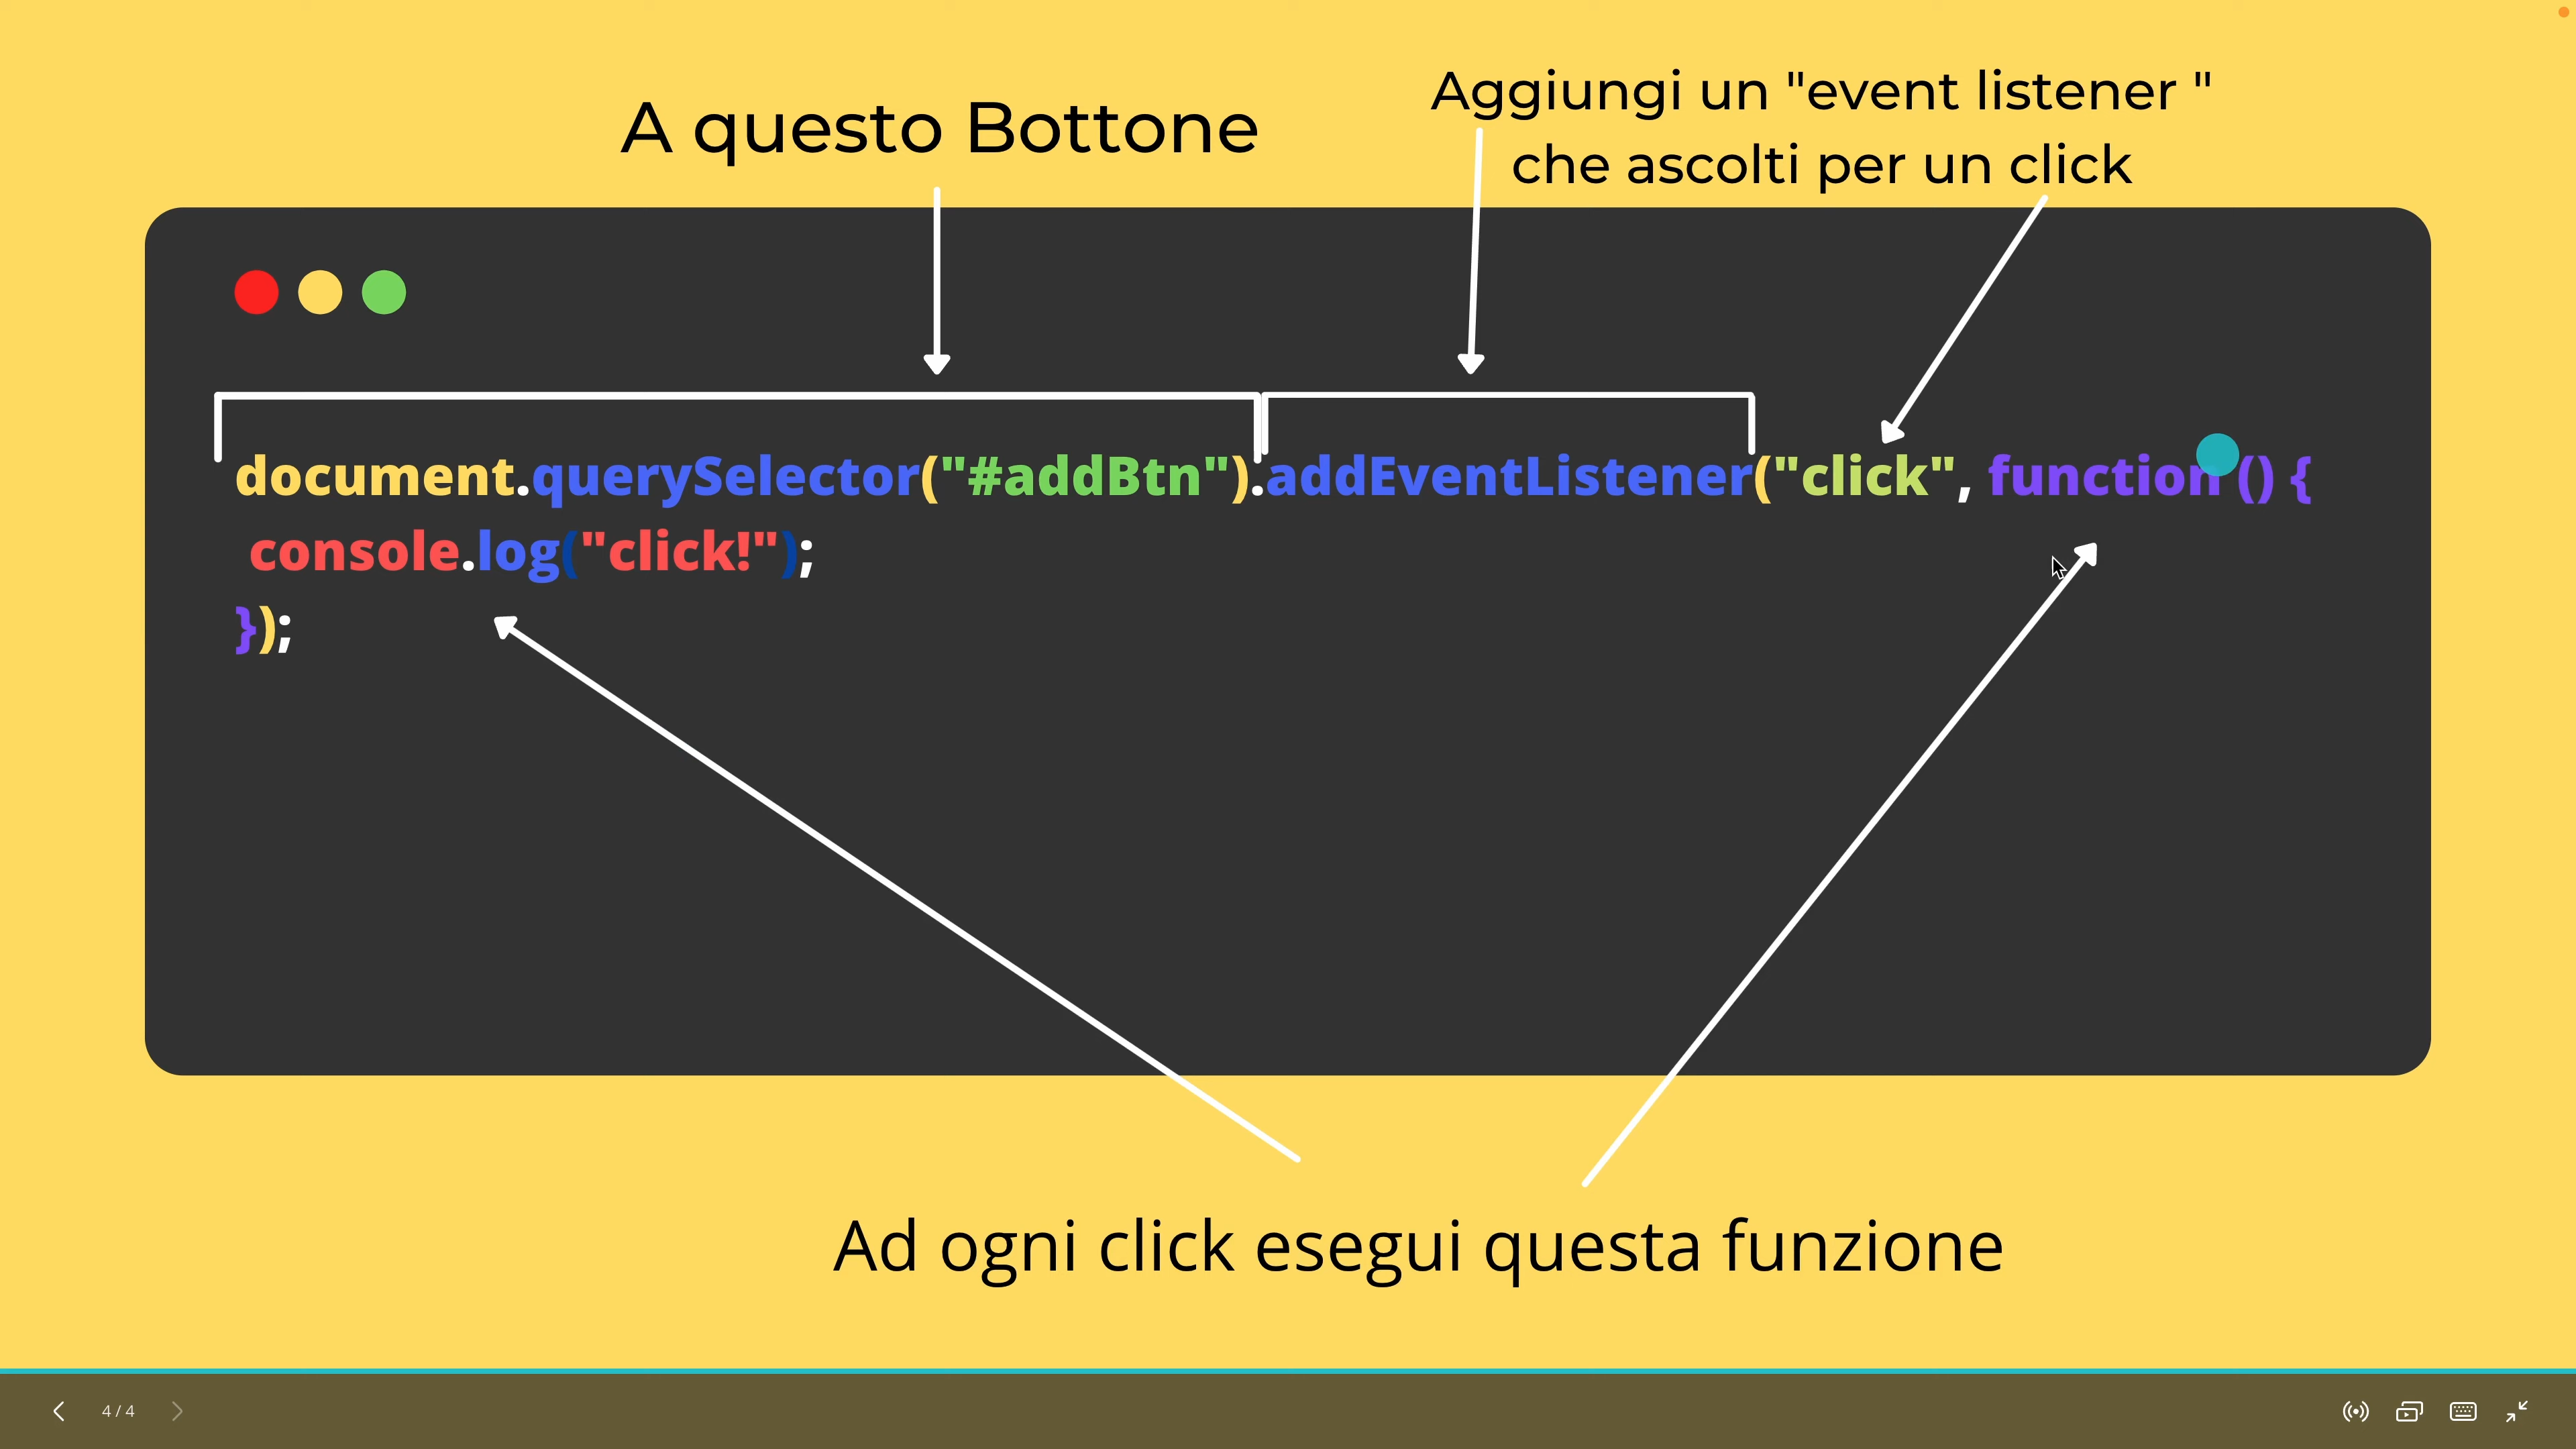 A questo Bottone
Aggiungi un "event listener "
che ascolti per un click
document.querySelector("#addBtn").addEventListener("click", function () {
console.log("click!");
});
Ad ogni click esegui questa funzione
4 / 4